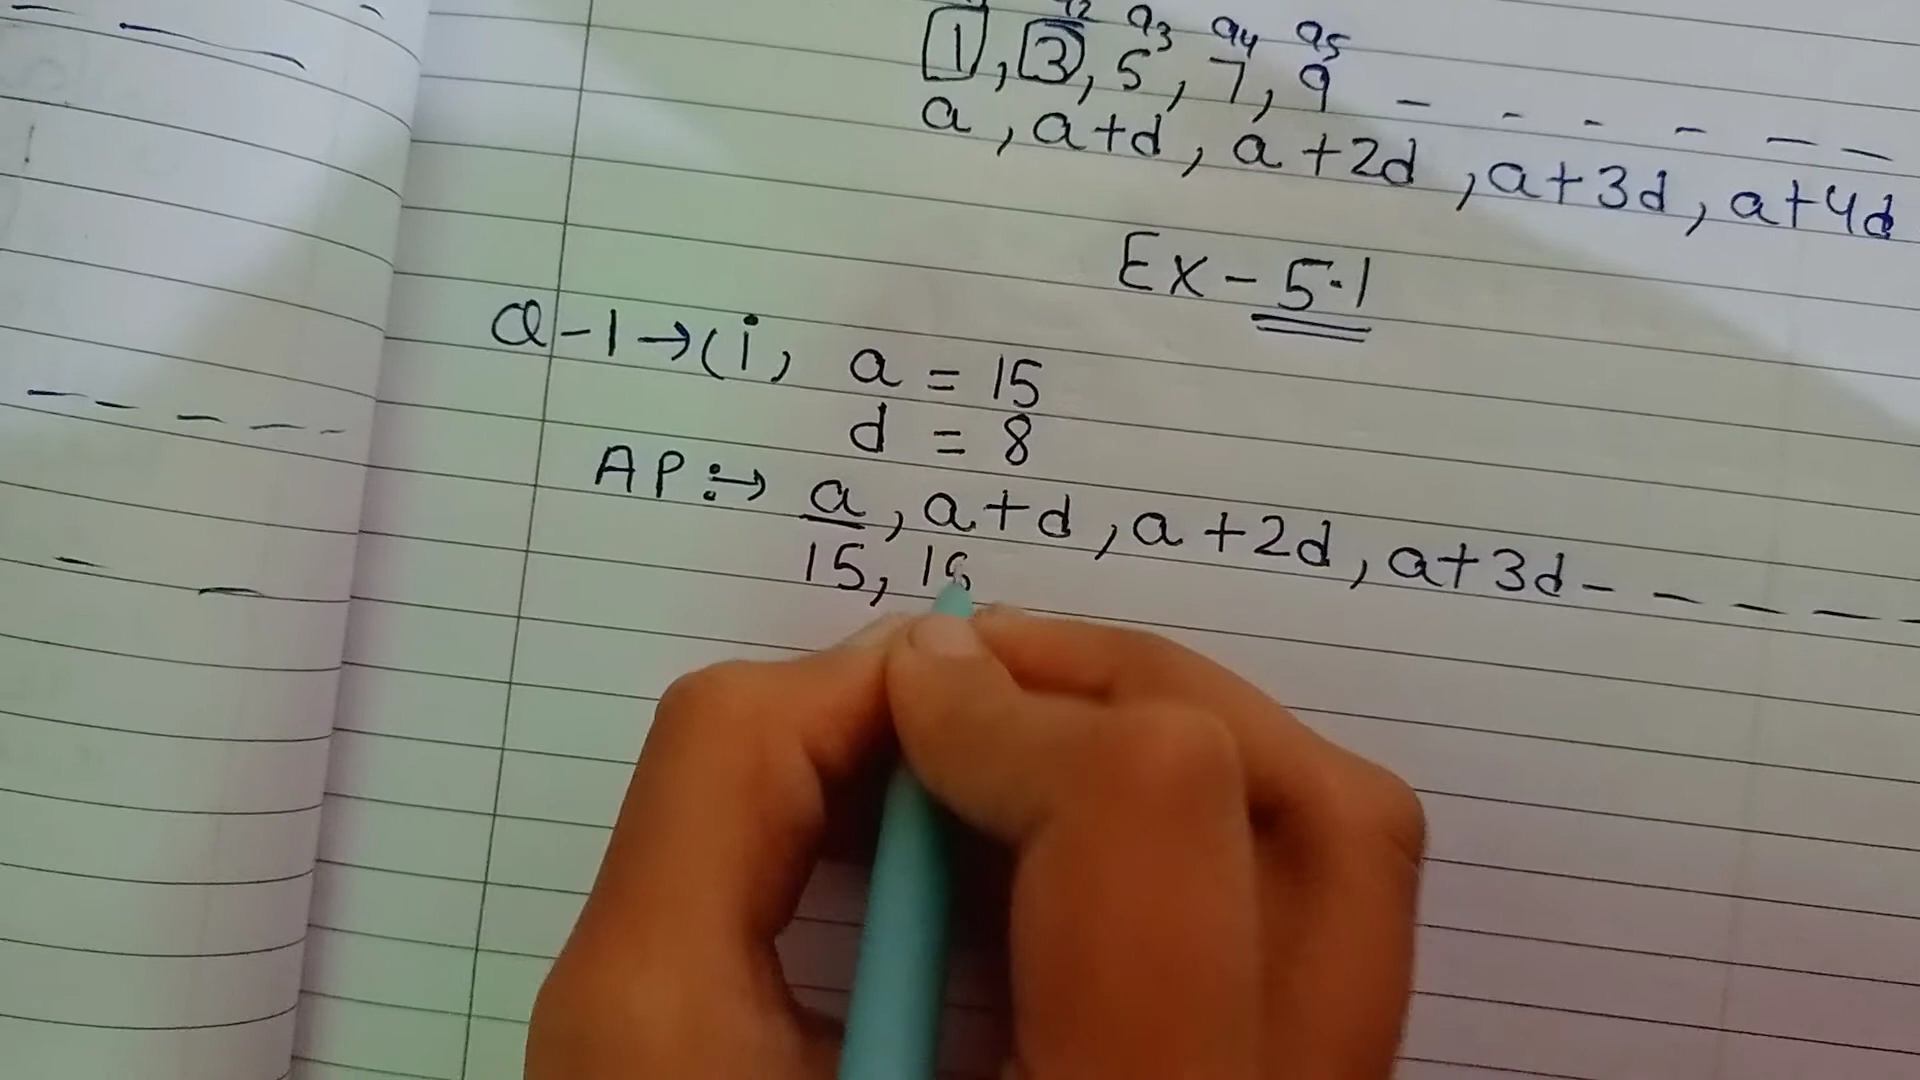 a3 a4 a5
1, 3, 5, 7, 9 - - - - - -
a, a+d, a+2d, a+3d, a+4d
Ex-5.1
Q-1→(i) a = 15
d = 8
AP:→ a, a+d, a+2d, a+3d - - - - -
15, 1